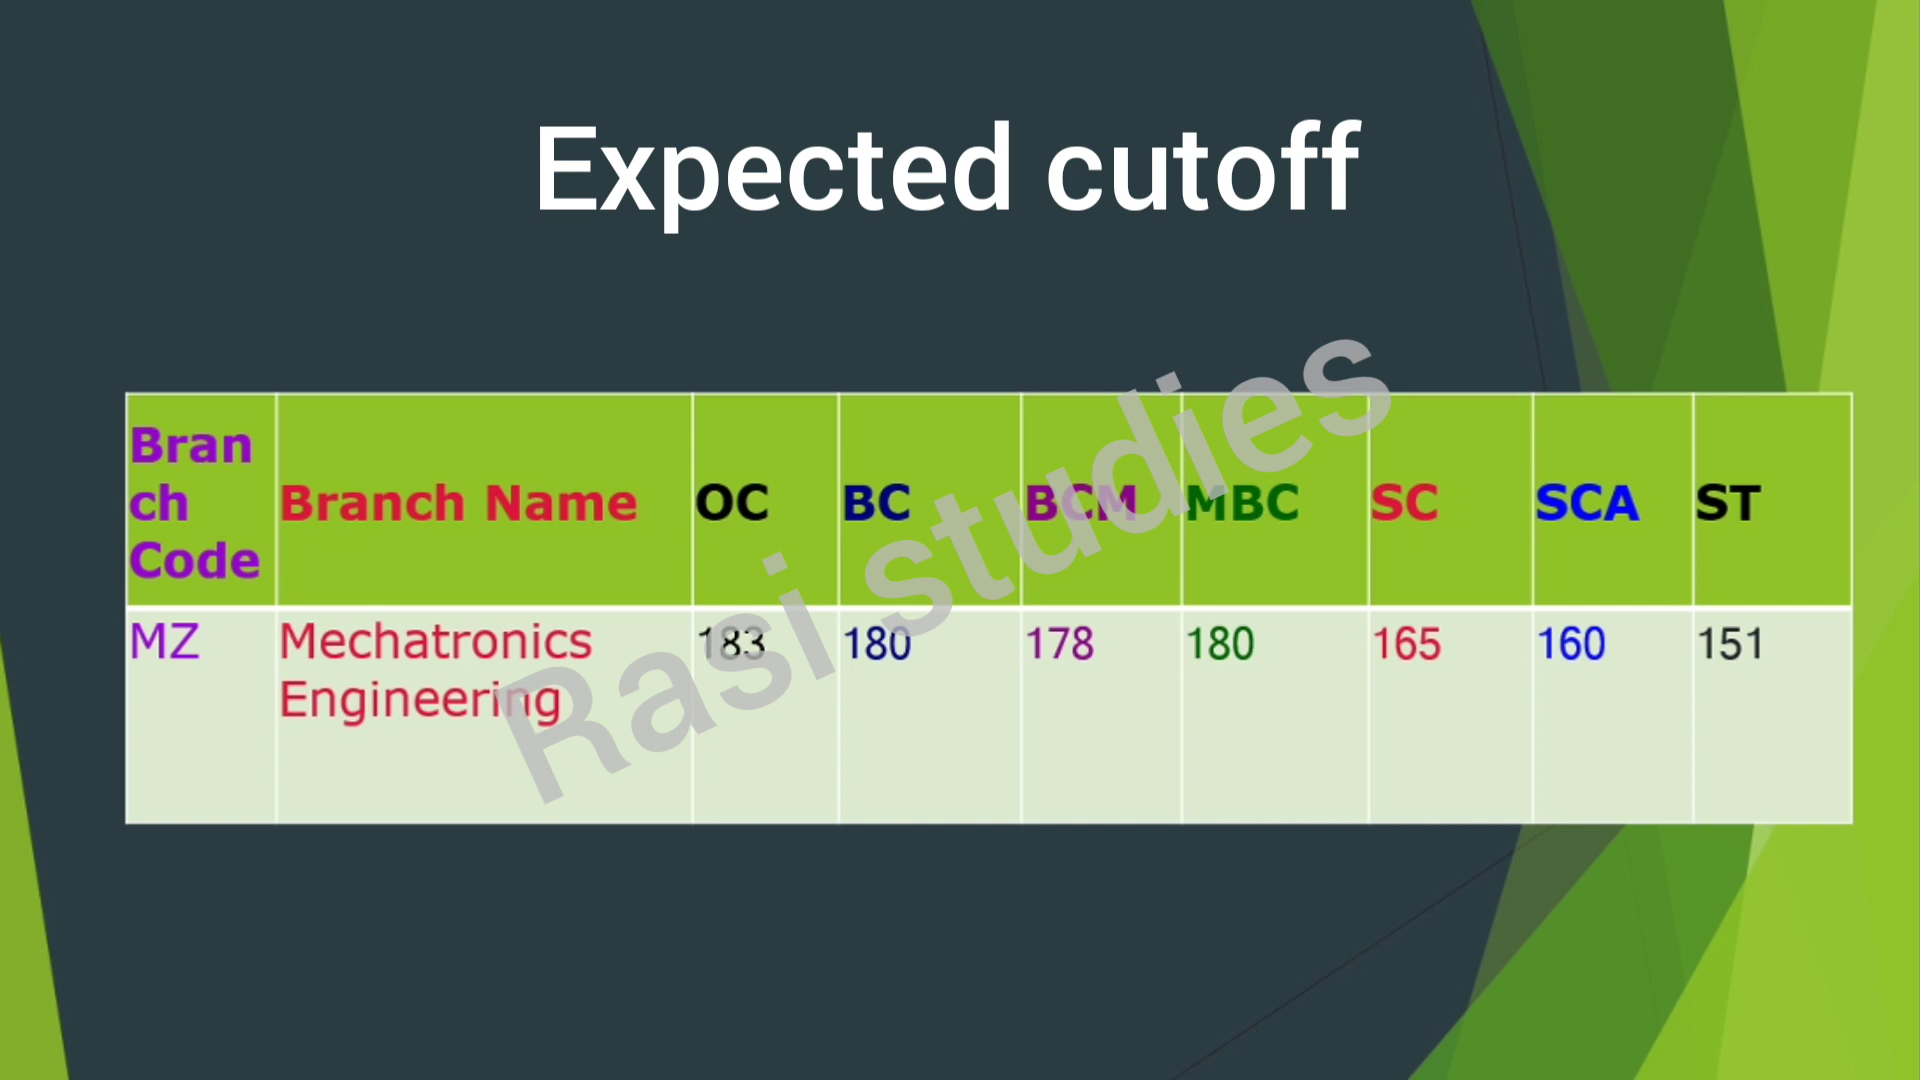 Expected cutoff
Bran
ch
Code
Branch Name
OC
BC
BCM
MBC
SC
SCA
ST
MZ
Mechatronics
Engineering
183
180
178
180
165
160
151
Rasi studies